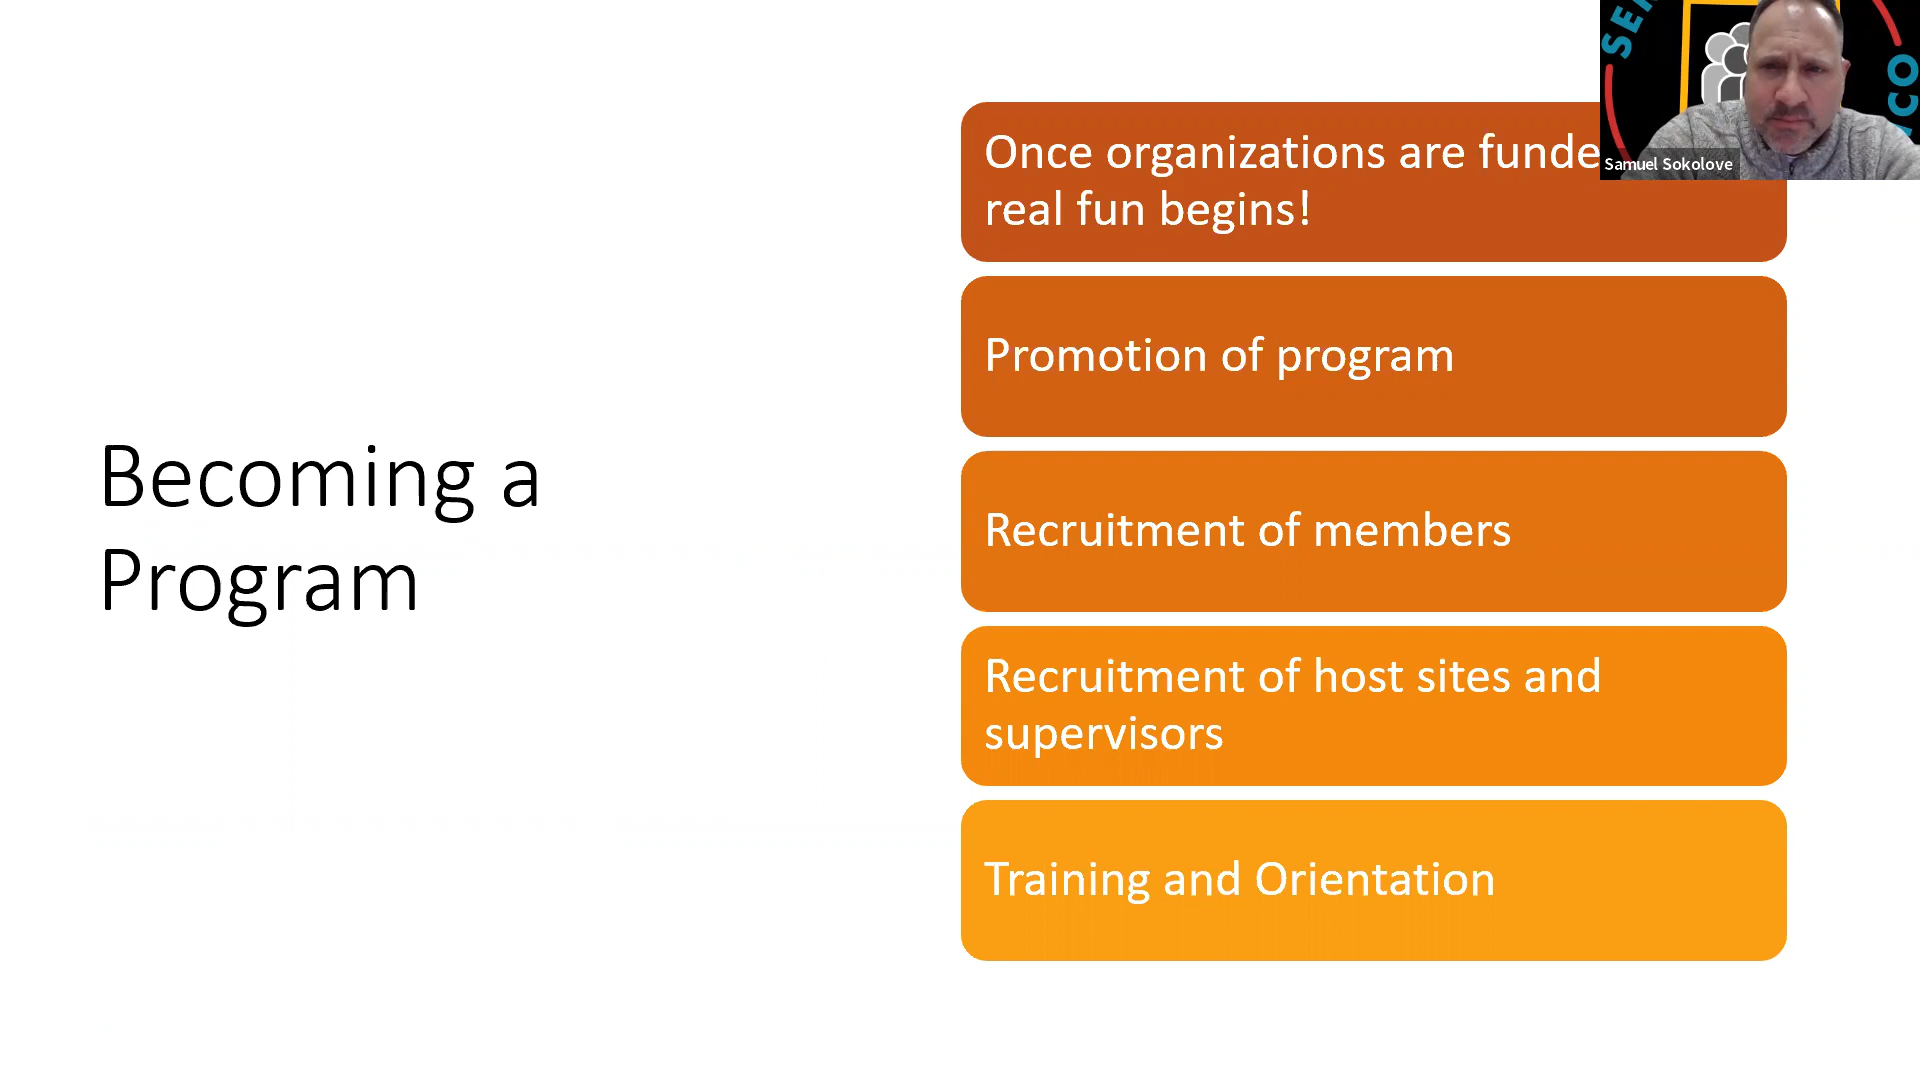 Becoming a
Program
Once organizations are funde
real fun begins!
Promotion of program
Recruitment of members
Recruitment of host sites and
supervisors
Training and Orientation
Samuel Sokolove